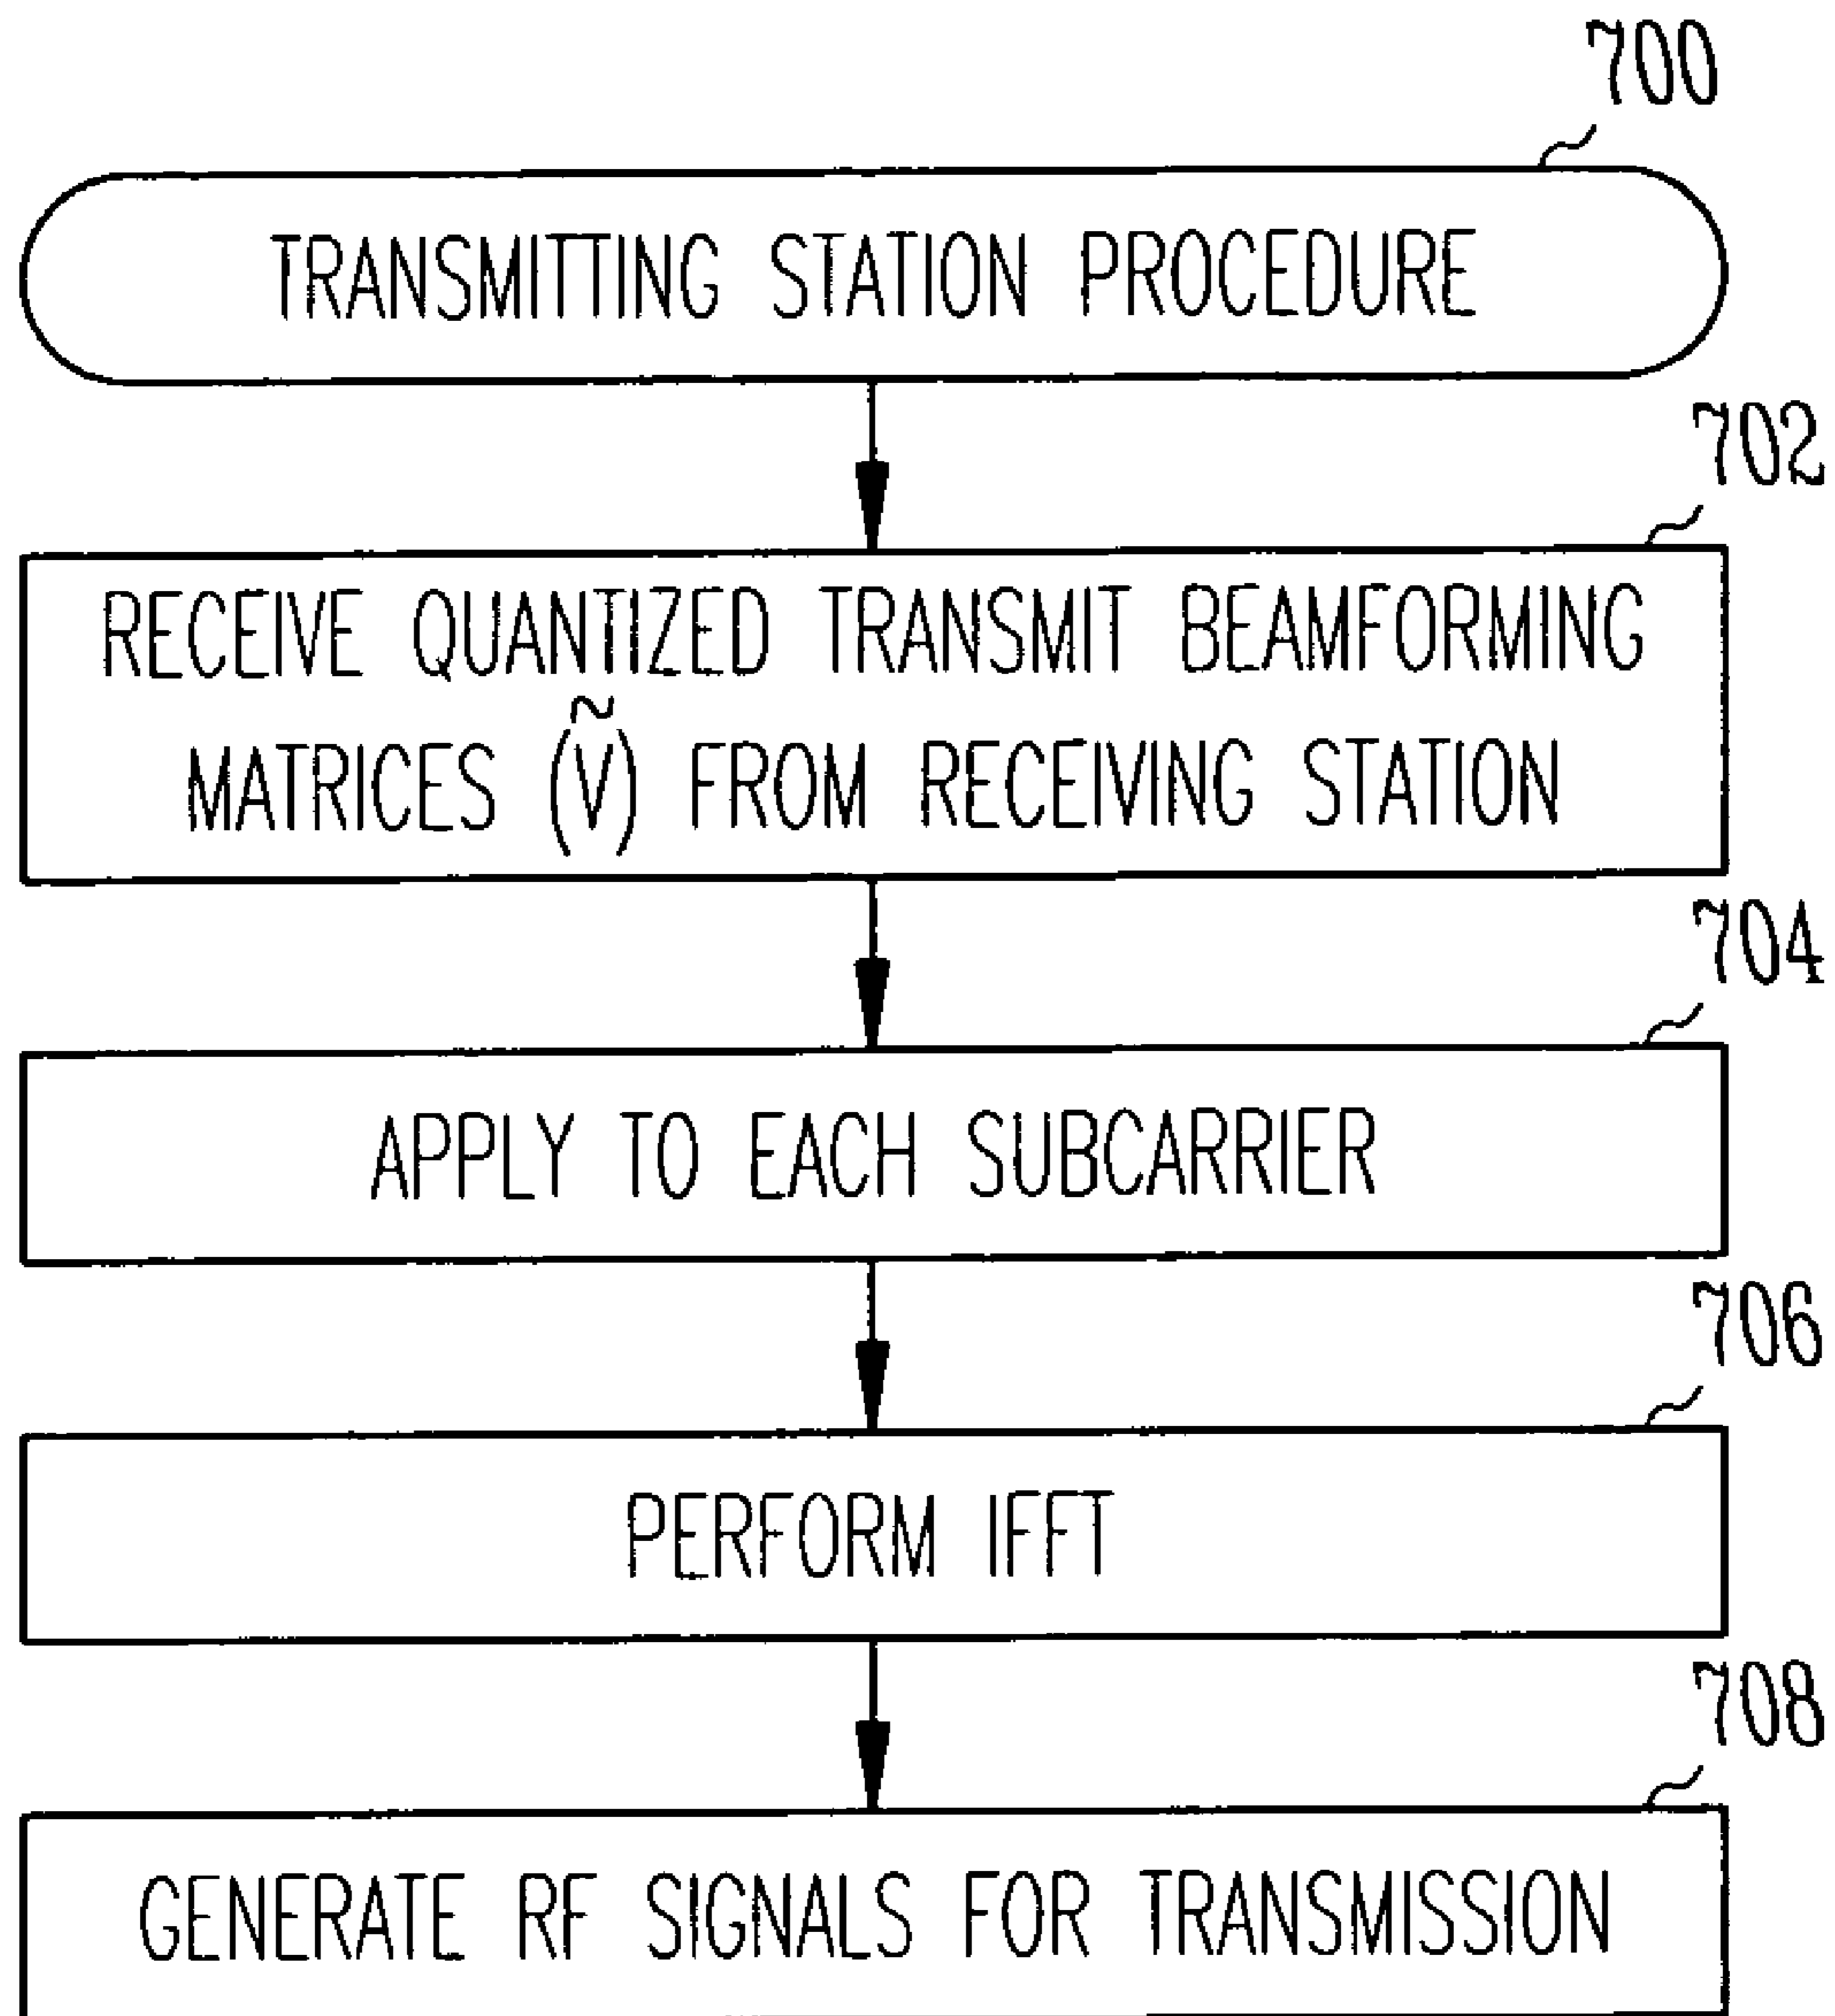 700
TRANSMITTING STATION PROCEDURE
702
RECEIVE QUANTIZED TRANSMIT BEAMFORMING
MATRICES (Ṽ) FROM RECEIVING STATION
704
APPLY TO EACH SUBCARRIER
706
PERFORM IFFT
708
GENERATE RF SIGNALS FOR TRANSMISSION